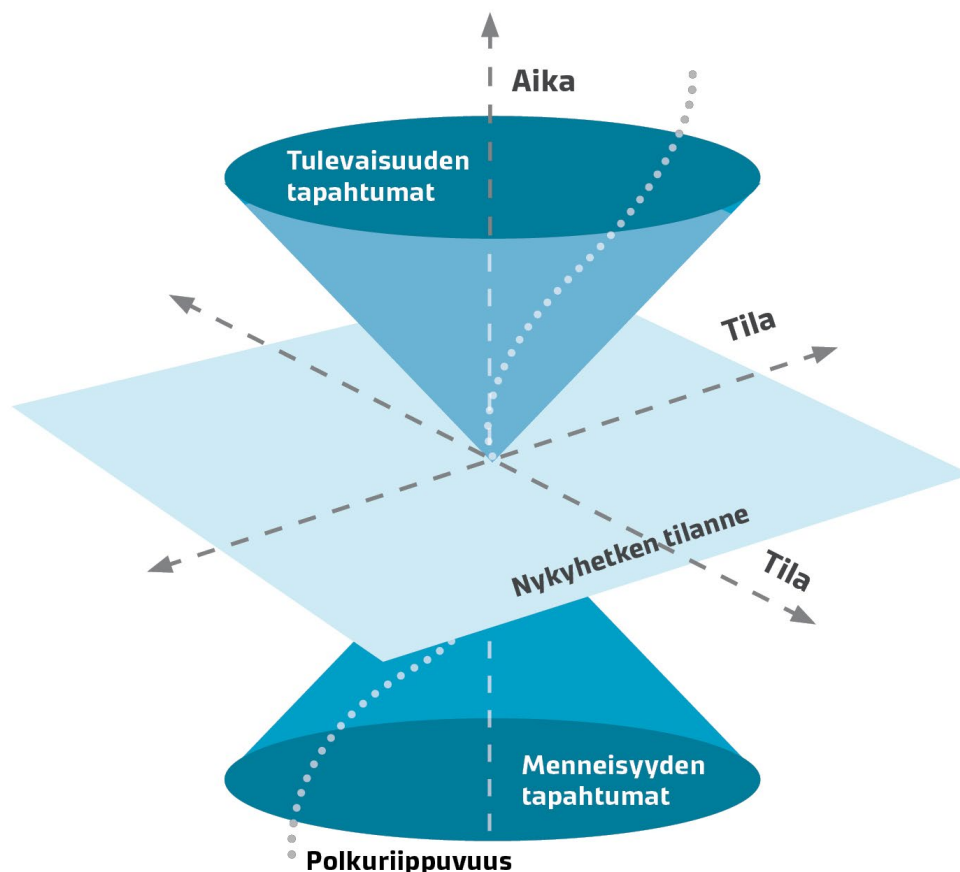 Aika
Tulevaisuuden
tapahtumat
Tila
Nykyhetken tilanne
Tila
Menneisyyden
tapahtumat
Polkuriippuvuus